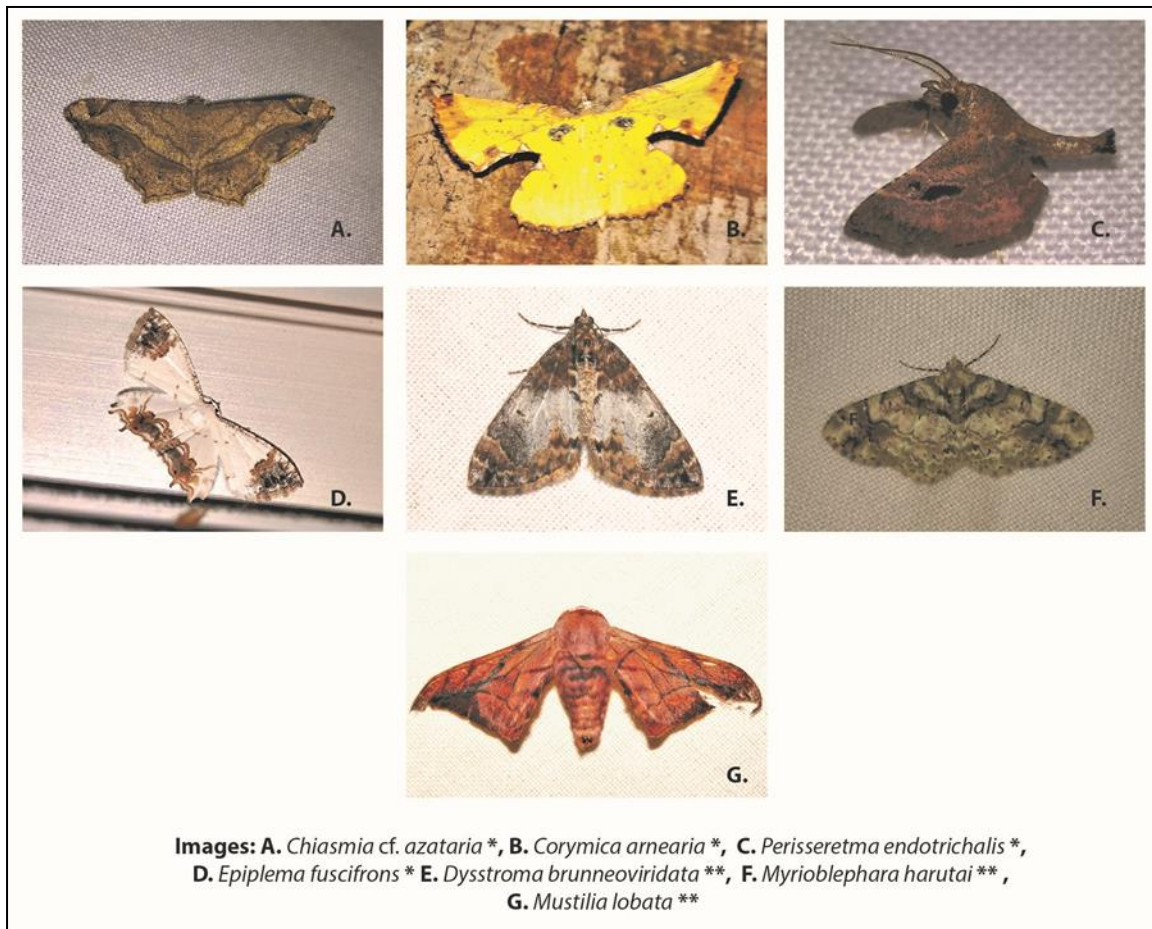 A.
B.
C.
D.
E.
F.
G.
Images: A. Chiasmia cf. azataria *, B. Corymica arnearia *, C. Perisseretma endotrichalis *,
D. Epiplema fuscifrons * E. Dysstroma brunneoviridata **, F. Myrioblephara harutai ** ,
G. Mustilia lobata **